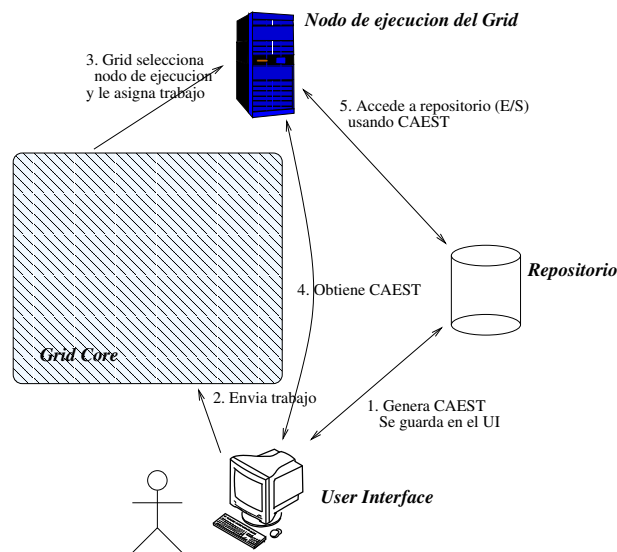 Nodo de ejecucion del Grid
3. Grid selecciona
nodo de ejecucion
y le asigna trabajo
5. Accede a repositorio (E/S)
usando CAEST
Repositorio
4. Obtiene CAEST
Grid Core
2. Envia trabajo
1. Genera CAEST
Se guarda en el UI
User Interface